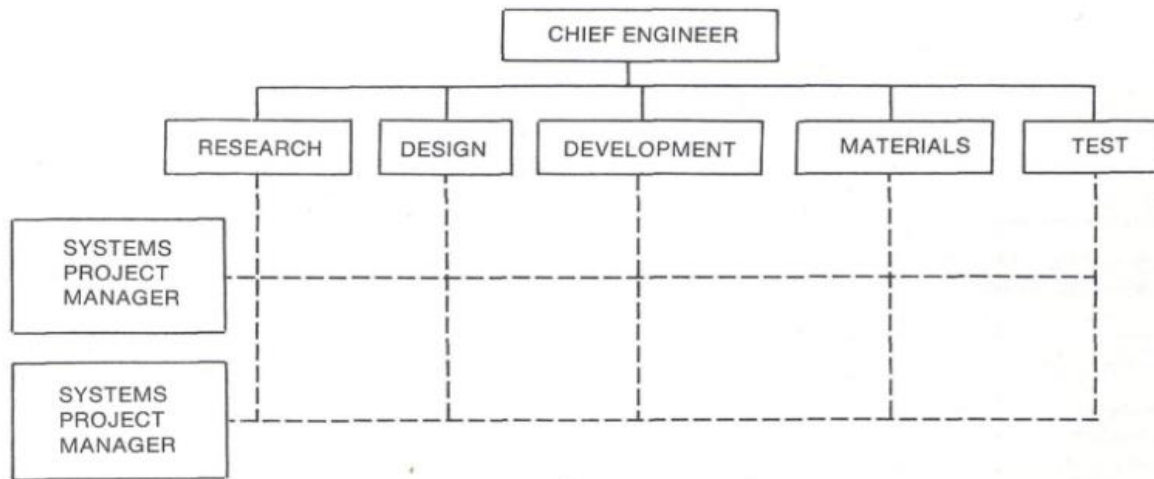 CHIEF ENGINEER
RESEARCH
DESIGN
DEVELOPMENT
MATERIALS
TEST
SYSTEMS
PROJECT
MANAGER
SYSTEMS
PROJECT
MANAGER